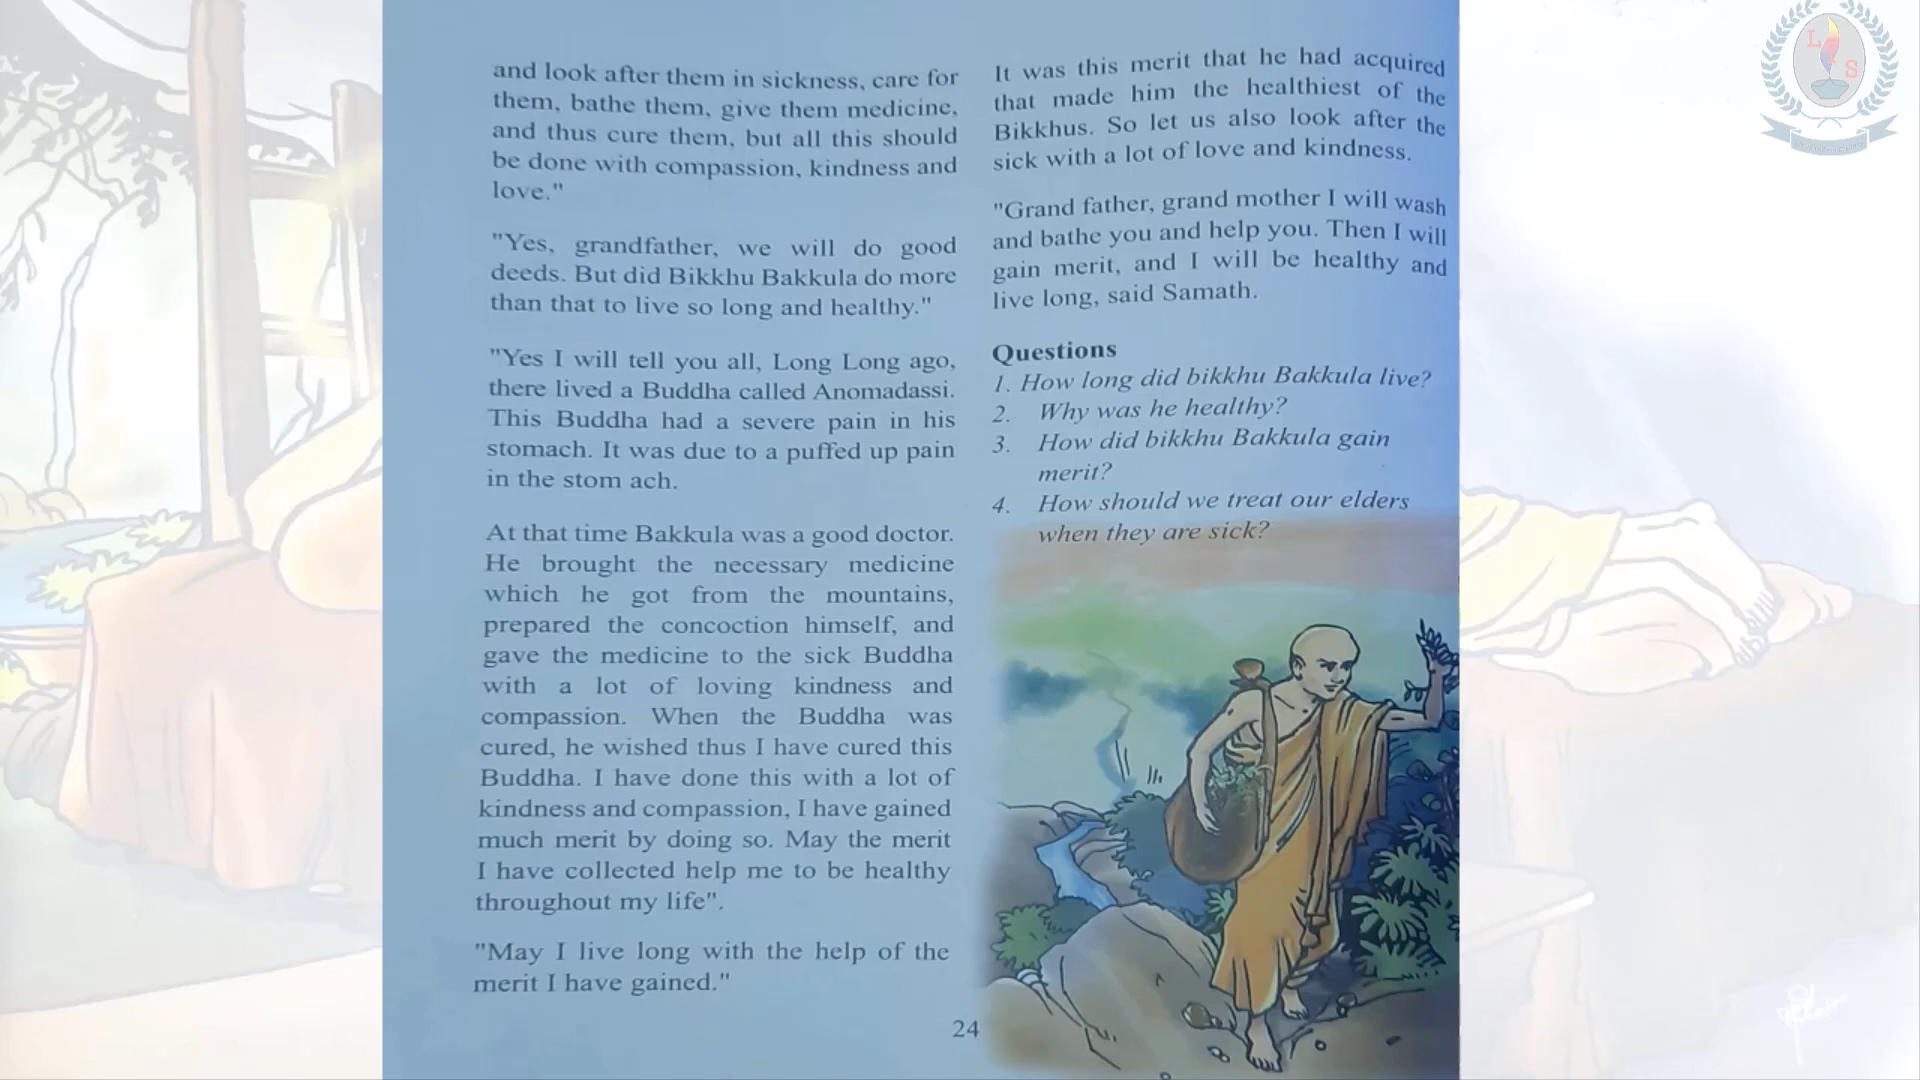 and look after them in sickness, care for
them, bathe them, give them medicine,
and thus cure them, but all this should
be done with compassion, kindness and
love."
"Yes, grandfather, we will do good
deeds. But did Bikkhu Bakkula do more
than that to live so long and healthy."
"Yes I will tell you all, Long Long ago,
there lived a Buddha called Anomadassi.
This Buddha had a severe pain in his
stomach. It was due to a puffed up pain
in the stom ach.
At that time Bakkula was a good doctor.
He brought the necessary medicine
which he got from the mountains,
prepared the concoction himself, and
gave the medicine to the sick Buddha
with a lot of loving kindness and
compassion. When the Buddha was
cured, he wished thus I have cured this
Buddha. I have done this with a lot of
kindness and compassion, I have gained
much merit by doing so. May the merit
I have collected help me to be healthy
throughout my life".
"May I live long with the help of the
merit I have gained."
It was this merit that he had acquired
that made him the healthiest of the
Bikkhus. So let us also look after the
sick with a lot of love and kindness.
"Grand father, grand mother I will wash
and bathe you and help you. Then I will
gain merit, and I will be healthy and
live long, said Samath.
Questions
1. How long did bikkhu Bakkula live?
2. Why was he healthy?
3. How did bikkhu Bakkula gain
merit?
4. How should we treat our elders
when they are sick?
24
L
S